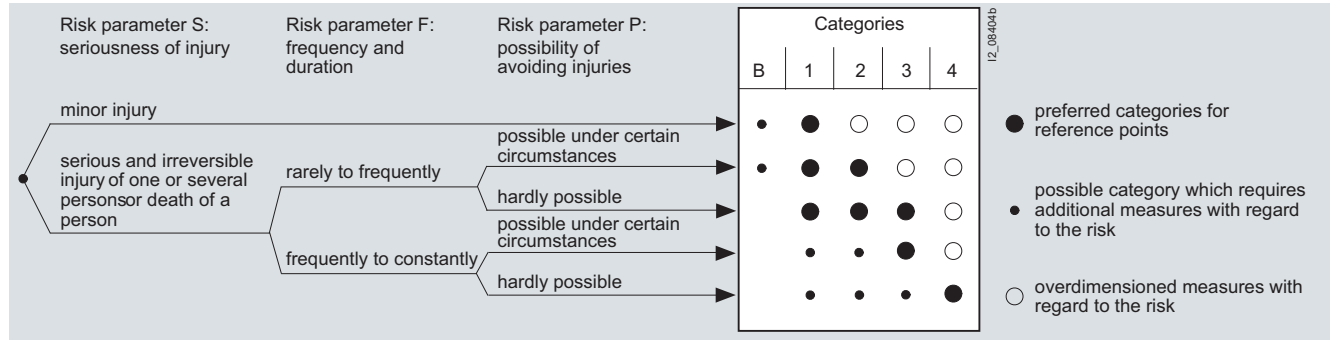 Risk parameter S:
seriousness of injury
Risk parameter F:
frequency and
duration
Risk parameter P:
possibility of
avoiding injuries
Categories
B 1 2 3 4
I2_08404b
minor injury
serious and irreversible
injury of one or several
personsor death of a
person
rarely to frequently
frequently to constantly
possible under certain
circumstances
hardly possible
possible under certain
circumstances
hardly possible
preferred categories for
reference points
possible category which requires
additional measures with regard
to the risk
overdimensioned measures with
regard to the risk